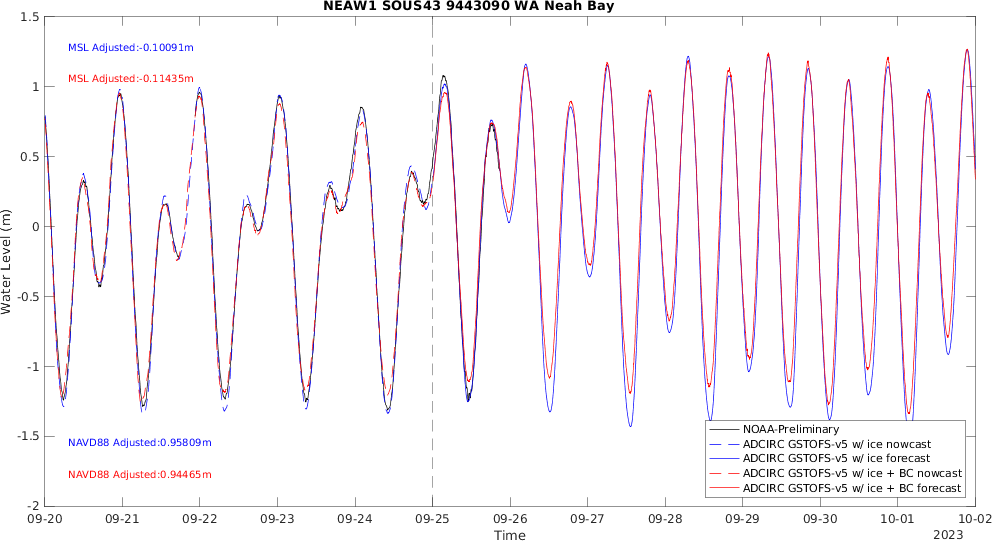 NEAW1 SOUS43 9443090 WA Neah Bay
1.5
MSL Adjusted:-0.10091m
MSL Adjusted:-0.11435m
1
0.5
0
Water Level (m)
-0.5
-1
-1.5
NAVD88 Adjusted:0.95809m
NAVD88 Adjusted:0.94465m
-2
NOAA-Preliminary
ADCIRC GSTOFS-v5 w/ ice nowcast
ADCIRC GSTOFS-v5 w/ ice forecast
ADCIRC GSTOFS-v5 w/ ice + BC nowcast
ADCIRC GSTOFS-v5 w/ ice + BC forecast
09-20 09-21 09-22 09-23 09-24 09-25 09-26 09-27 09-28 09-29 09-30 10-01 10-02
Time
2023